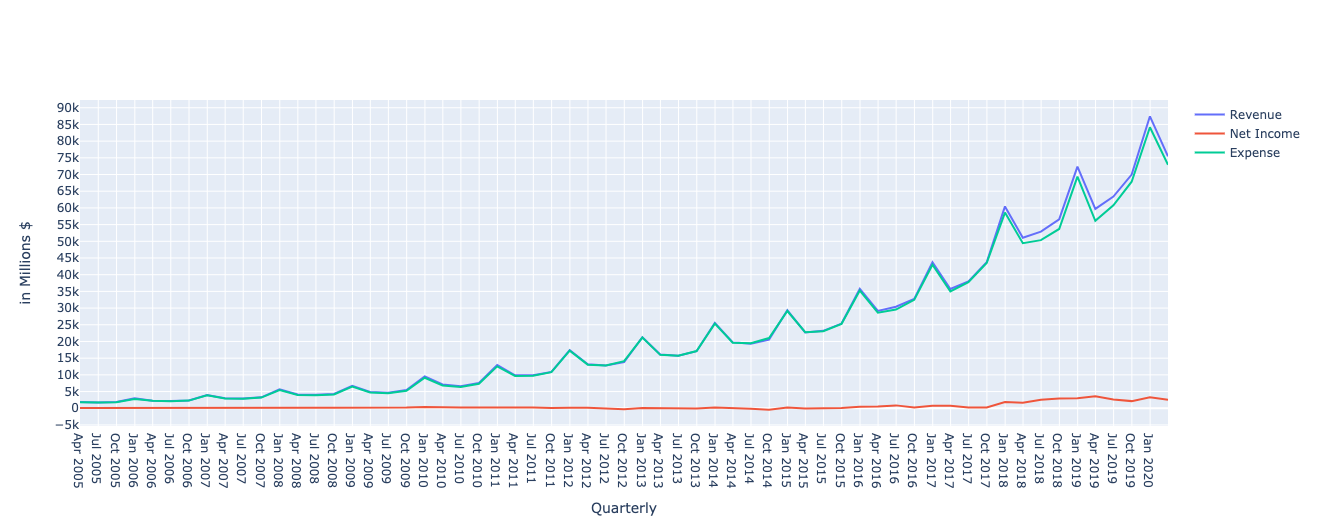 90k
85k
80k
75k
70k
65k
60k
55k
50k
45k
40k
35k
30k
25k
20k
15k
10k
5k
0
−5k
in Millions $
Apr 2005
Jul 2005
Oct 2005
Jan 2006
Apr 2006
Jul 2006
Oct 2006
Jan 2007
Apr 2007
Jul 2007
Oct 2007
Jan 2008
Apr 2008
Jul 2008
Oct 2008
Jan 2009
Apr 2009
Jul 2009
Oct 2009
Jan 2010
Apr 2010
Jul 2010
Oct 2010
Jan 2011
Apr 2011
Jul 2011
Oct 2011
Jan 2012
Apr 2012
Jul 2012
Oct 2012
Jan 2013
Apr 2013
Jul 2013
Oct 2013
Jan 2014
Apr 2014
Jul 2014
Oct 2014
Jan 2015
Apr 2015
Jul 2015
Oct 2015
Jan 2016
Apr 2016
Jul 2016
Oct 2016
Jan 2017
Apr 2017
Jul 2017
Oct 2017
Jan 2018
Apr 2018
Jul 2018
Oct 2018
Jan 2019
Apr 2019
Jul 2019
Oct 2019
Jan 2020
Quarterly
Revenue
Net Income
Expense